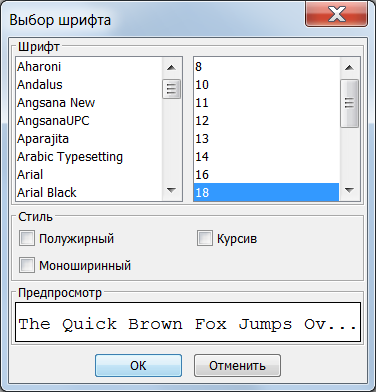 Выбор шрифта
Шрифт
Aharoni
Andalus
Angsana New
AngsanaUPC
Aparajita
Arabic Typesetting
Arial
Arial Black
8
10
11
12
13
14
16
18
Стиль
Полужирный
Курсив
Моноширинный
Предпросмотр
The Quick Brown Fox Jumps Ov...
ОК
Отменить